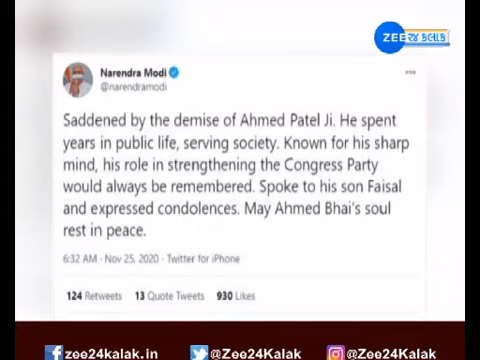 ZEE ૨૪ કલાક
Narendra Modi
@narendramodi
Saddened by the demise of Ahmed Patel Ji. He spent
years in public life, serving society. Known for his sharp
mind, his role in strengthening the Congress Party
would always be remembered. Spoke to his son Faisal
and expressed condolences. May Ahmed Bhai's soul
rest in peace.
6:32 AM · Nov 25, 2020 · Twitter for iPhone
124 Retweets 13 Quote Tweets 930 Likes
zee24kalak.in @Zee24Kalak @Zee24Kalak